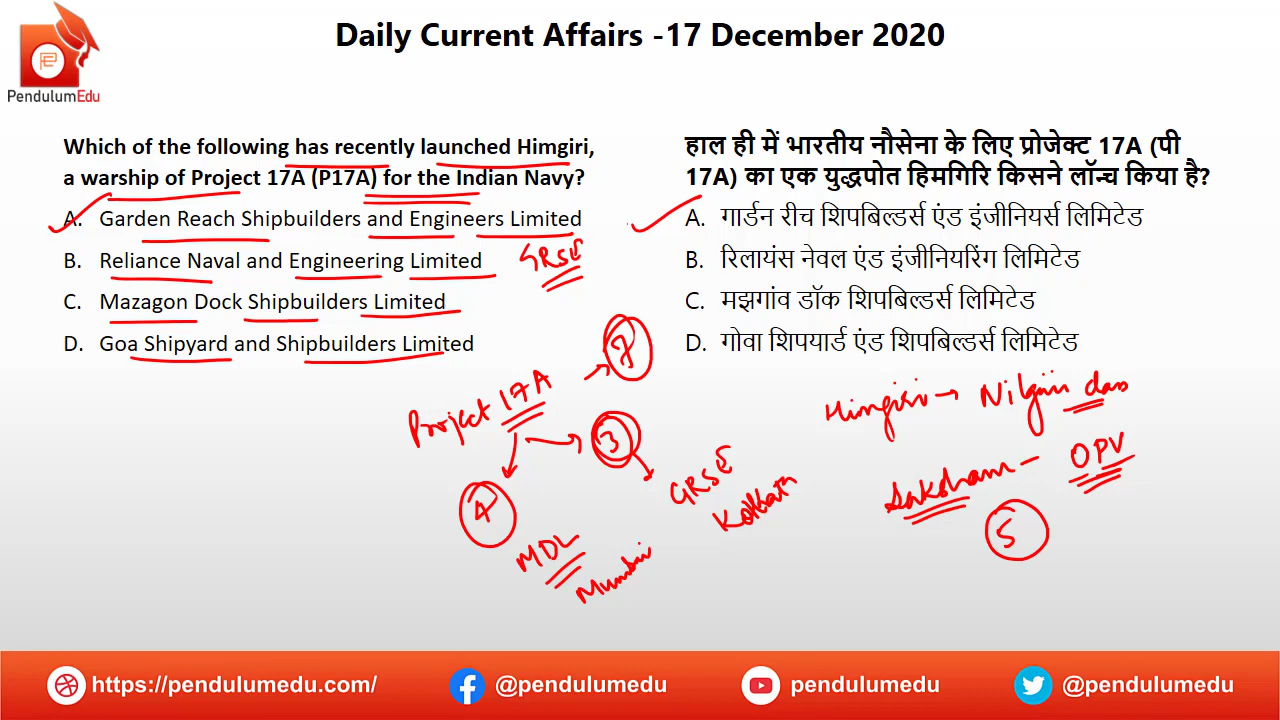 Daily Current Affairs -17 December 2020
PendulumEdu
Which of the following has recently launched Himgiri,
a warship of Project 17A (P17A) for the Indian Navy?
A. Garden Reach Shipbuilders and Engineers Limited
B. Reliance Naval and Engineering Limited
C. Mazagon Dock Shipbuilders Limited
D. Goa Shipyard and Shipbuilders Limited
हाल ही में भारतीय नौसेना के लिए प्रोजेक्ट 17A (पी
17A) का एक युद्धपोत हिमगिरि किसने लॉन्च किया है?
A. गार्डन रीच शिपबिल्डर्स एंड इंजीनियर्स लिमिटेड
B. रिलायंस नेवल एंड इंजीनियरिंग लिमिटेड
C. मझगांव डॉक शिपबिल्डर्स लिमिटेड
D. गोवा शिपयार्ड एंड शिपबिल्डर्स लिमिटेड
GRSE
Project 17A
7
3
GRSE
Kolkata
4
MDL
Mumbai
Himgiri → Nilgiri
Saksham - OPV
5
https://pendulumedu.com/
@pendulumedu
pendulumedu
@pendulumedu